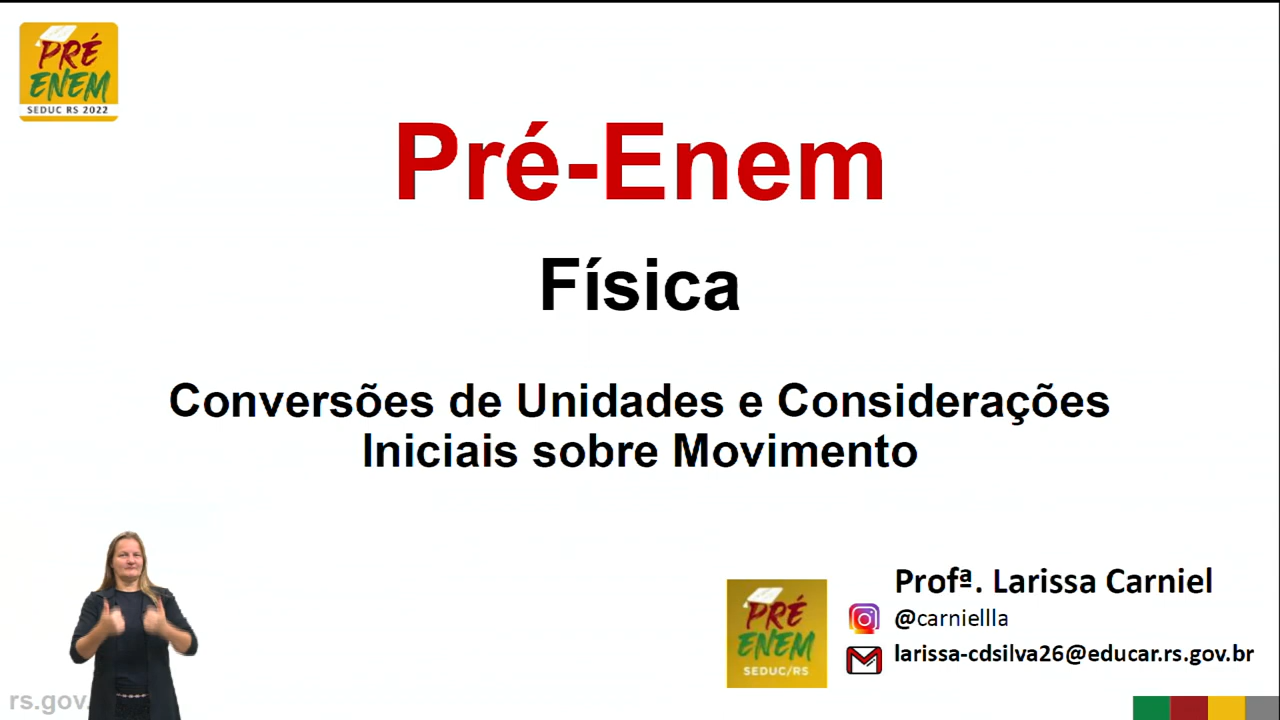 PRÉ
ENEM
SEDUC RS 2022
Pré-Enem
Física
Conversões de Unidades e Considerações
Iniciais sobre Movimento
Profª. Larissa Carniel
@carniellla
larissa-cdsilva26@educar.rs.gov.br
PRÉ
ENEM
SEDUC/RS
rs.gov.